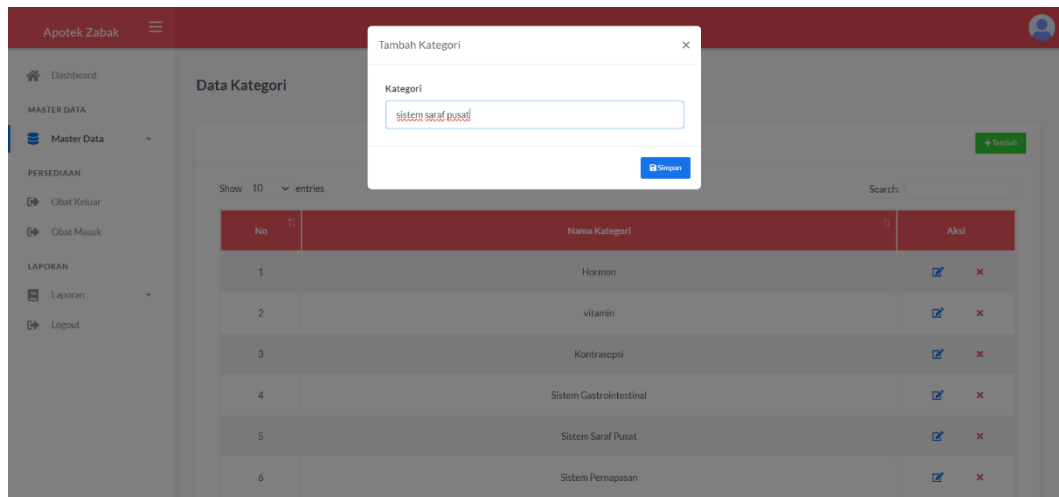 Apotek Zabak
Dashboard
MASTER DATA
Master Data
PERSEDIAAN
Obat Keluar
Obat Masuk
LAPORAN
Laporan
Logout
Data Kategori
Tambah Kategori ×
Kategori
sistem saraf pusat
Simpan
+ Tambah
Show 10 entries
Search:
No Nama Kategori Aksi
1 Hormon
2 vitamin
3 Kontrasepsi
4 Sistem Gastrointestinal
5 Sistem Saraf Pusat
6 Sistem Pernapasan